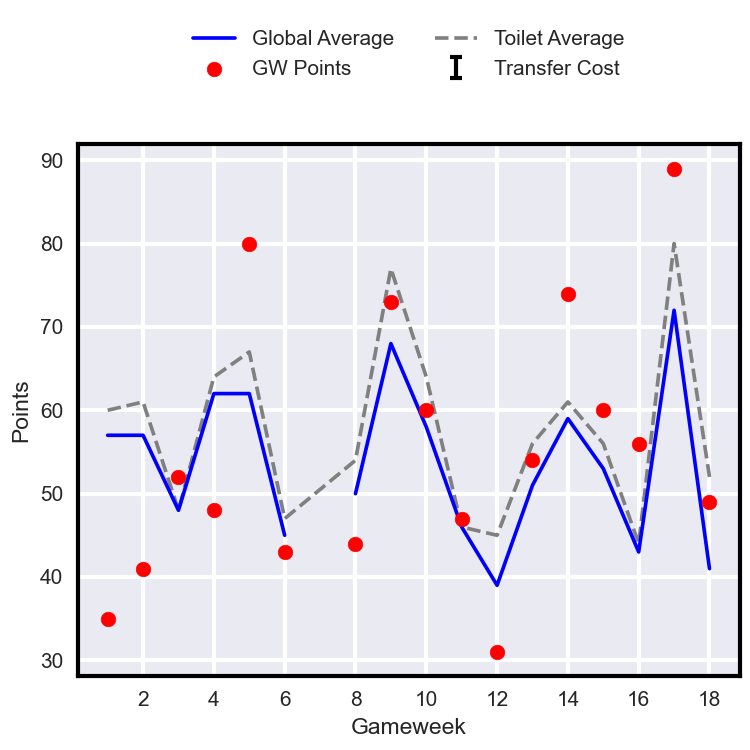 Global Average
Toilet Average
GW Points
Transfer Cost
90
80
70
60
50
40
30
Points
2 4 6 8 10 12 14 16 18
Gameweek